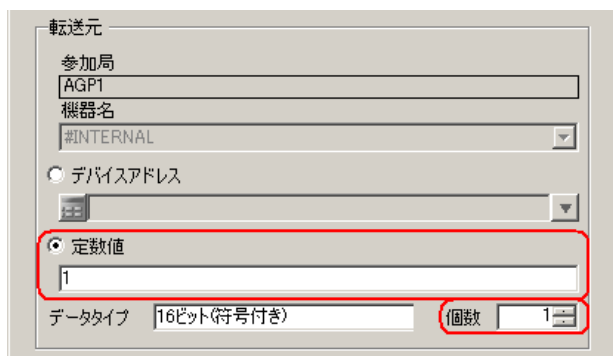 転送元
参加局
AGP1
機器名
#INTERNAL
デバイスアドレス
定数値
1
データタイプ 16ビット(符号付き) 個数 1